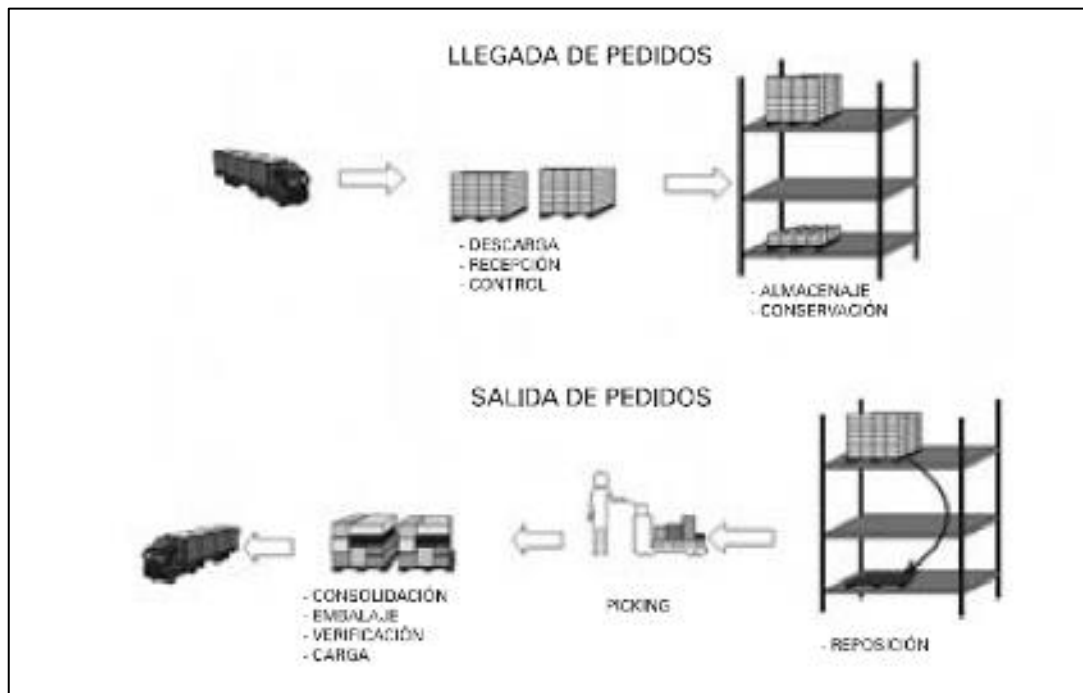 LLEGADA DE PEDIDOS
- DESCARGA
- RECEPCIÓN
- CONTROL
- ALMACENAJE
- CONSERVACIÓN
SALIDA DE PEDIDOS
- CONSOLIDACIÓN
- EMBALAJE
- VERIFICACIÓN
- CARGA
PICKING
- REPOSICIÓN